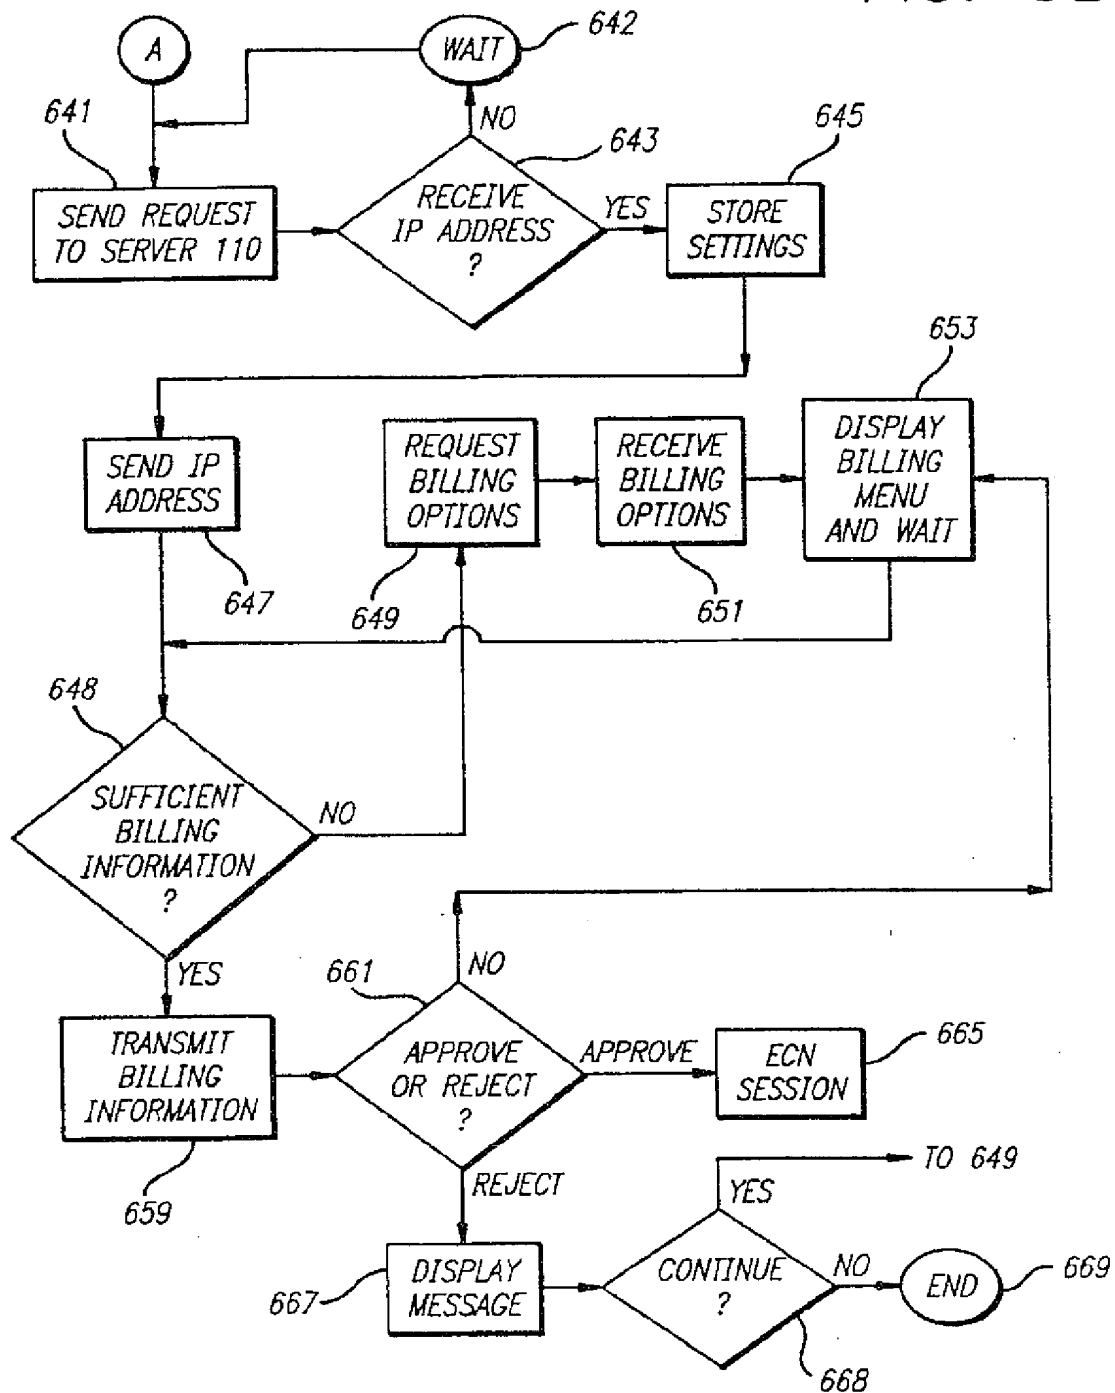 A
WAIT
642
641
NO
643
645
SEND REQUEST
TO SERVER 110
RECEIVE
IP ADDRESS
?
YES
STORE
SETTINGS
653
SEND IP
ADDRESS
REQUEST
BILLING
OPTIONS
RECEIVE
BILLING
OPTIONS
DISPLAY
BILLING
MENU
AND WAIT
647
649
651
648
SUFFICIENT
BILLING
INFORMATION
?
NO
YES
661
NO
TRANSMIT
BILLING
INFORMATION
APPROVE
OR REJECT
?
APPROVE
ECN
SESSION
665
659
REJECT
YES
TO 649
667
DISPLAY
MESSAGE
CONTINUE
?
NO
END
669
668